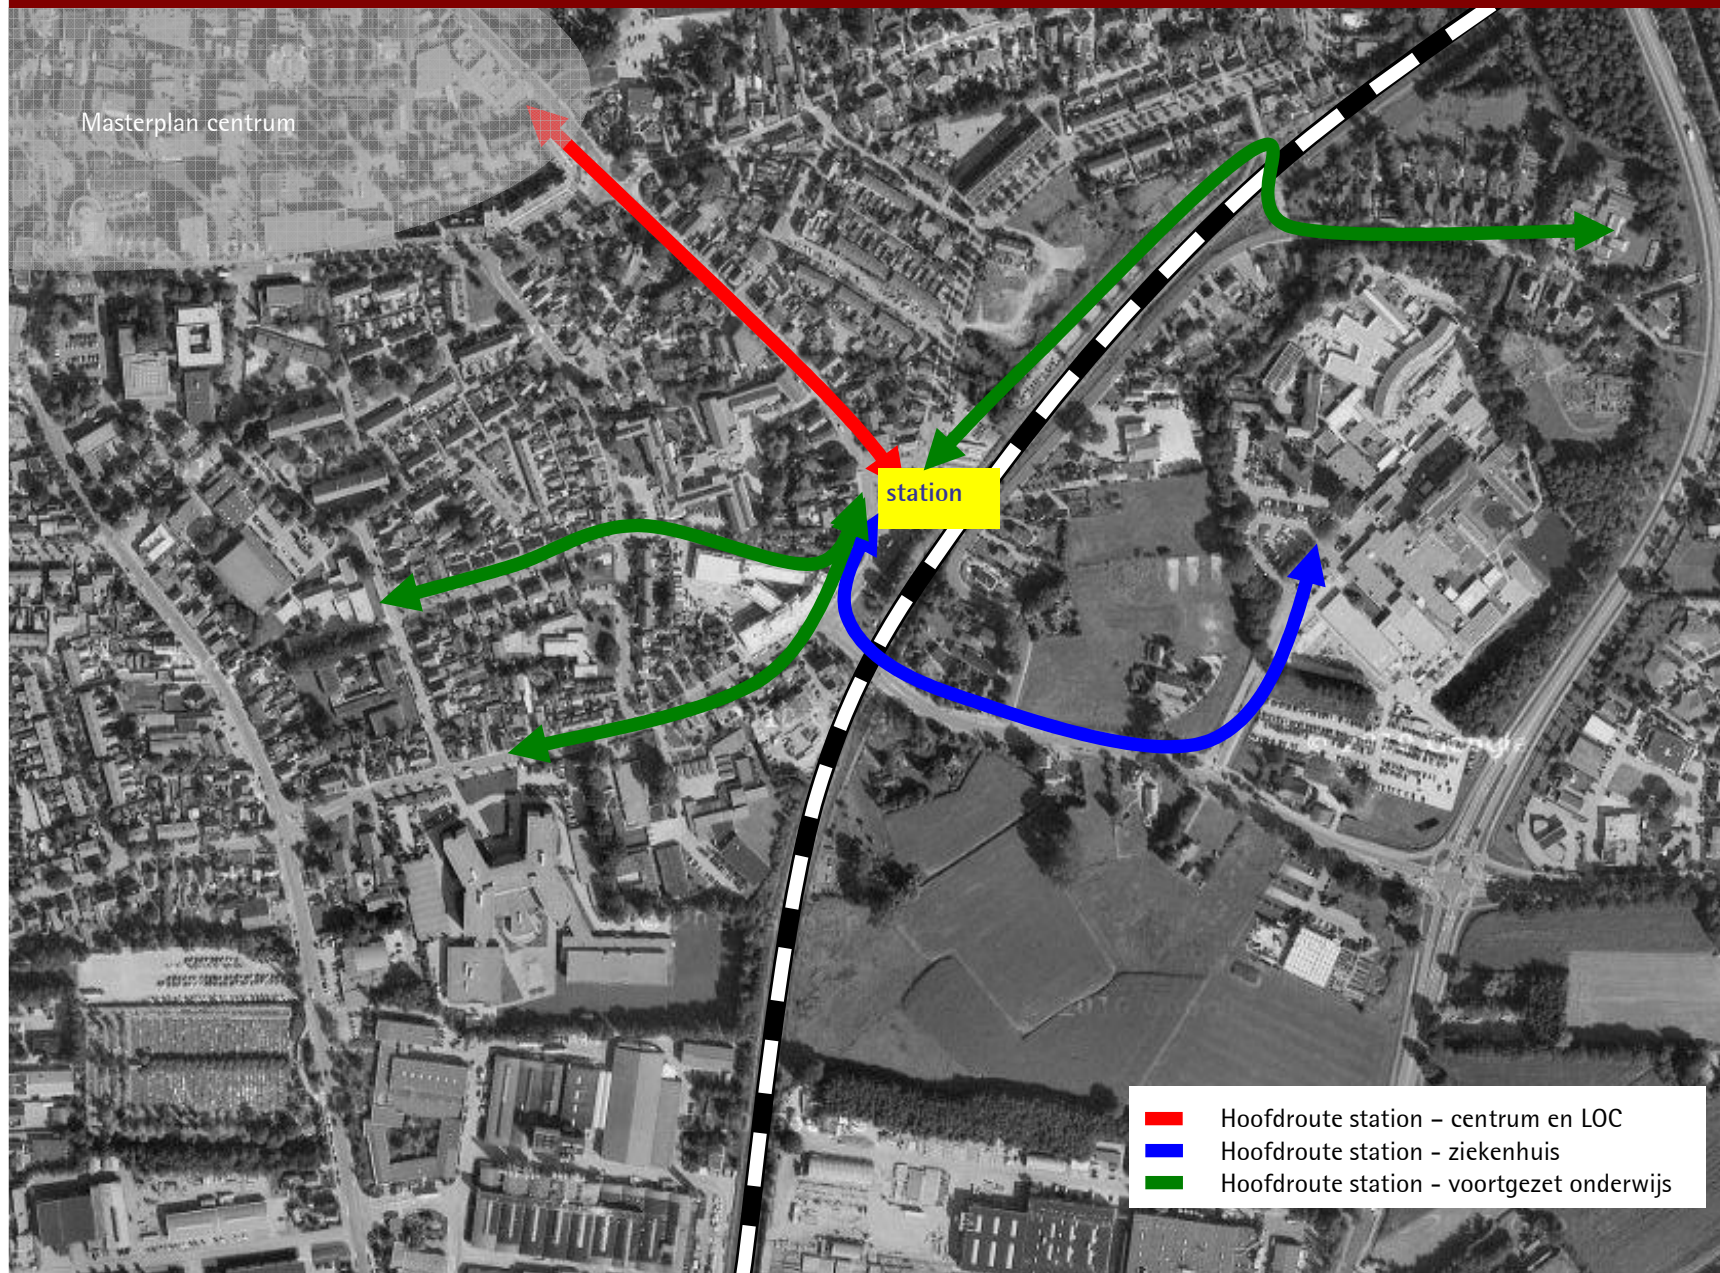 Masterplan centrum
station
Hoofdroute station – centrum en LOC
Hoofdroute station - ziekenhuis
Hoofdroute station - voortgezet onderwijs